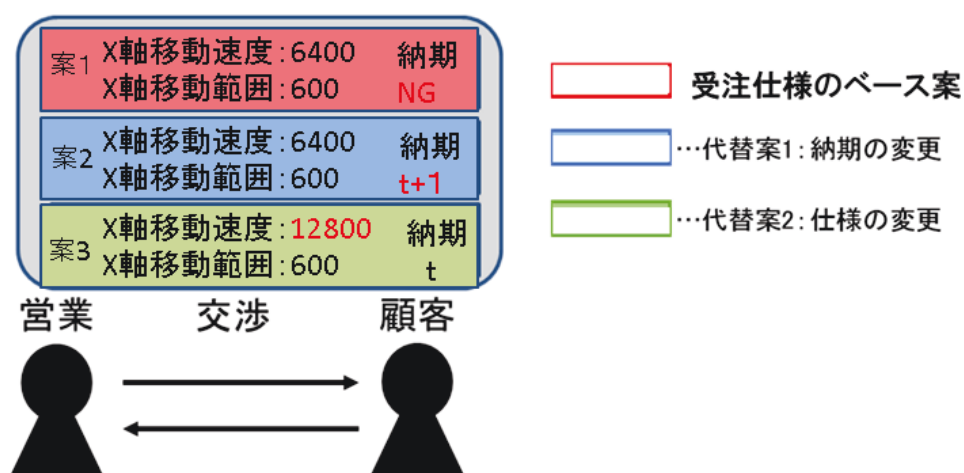 案1 X軸移動速度:6400 納期
X軸移動範囲:600 NG
案2 X軸移動速度:6400 納期
X軸移動範囲:600 t+1
案3 X軸移動速度:12800 納期
X軸移動範囲:600 t
受注仕様のベース案
…代替案1:納期の変更
…代替案2:仕様の変更
営業 交渉 顧客